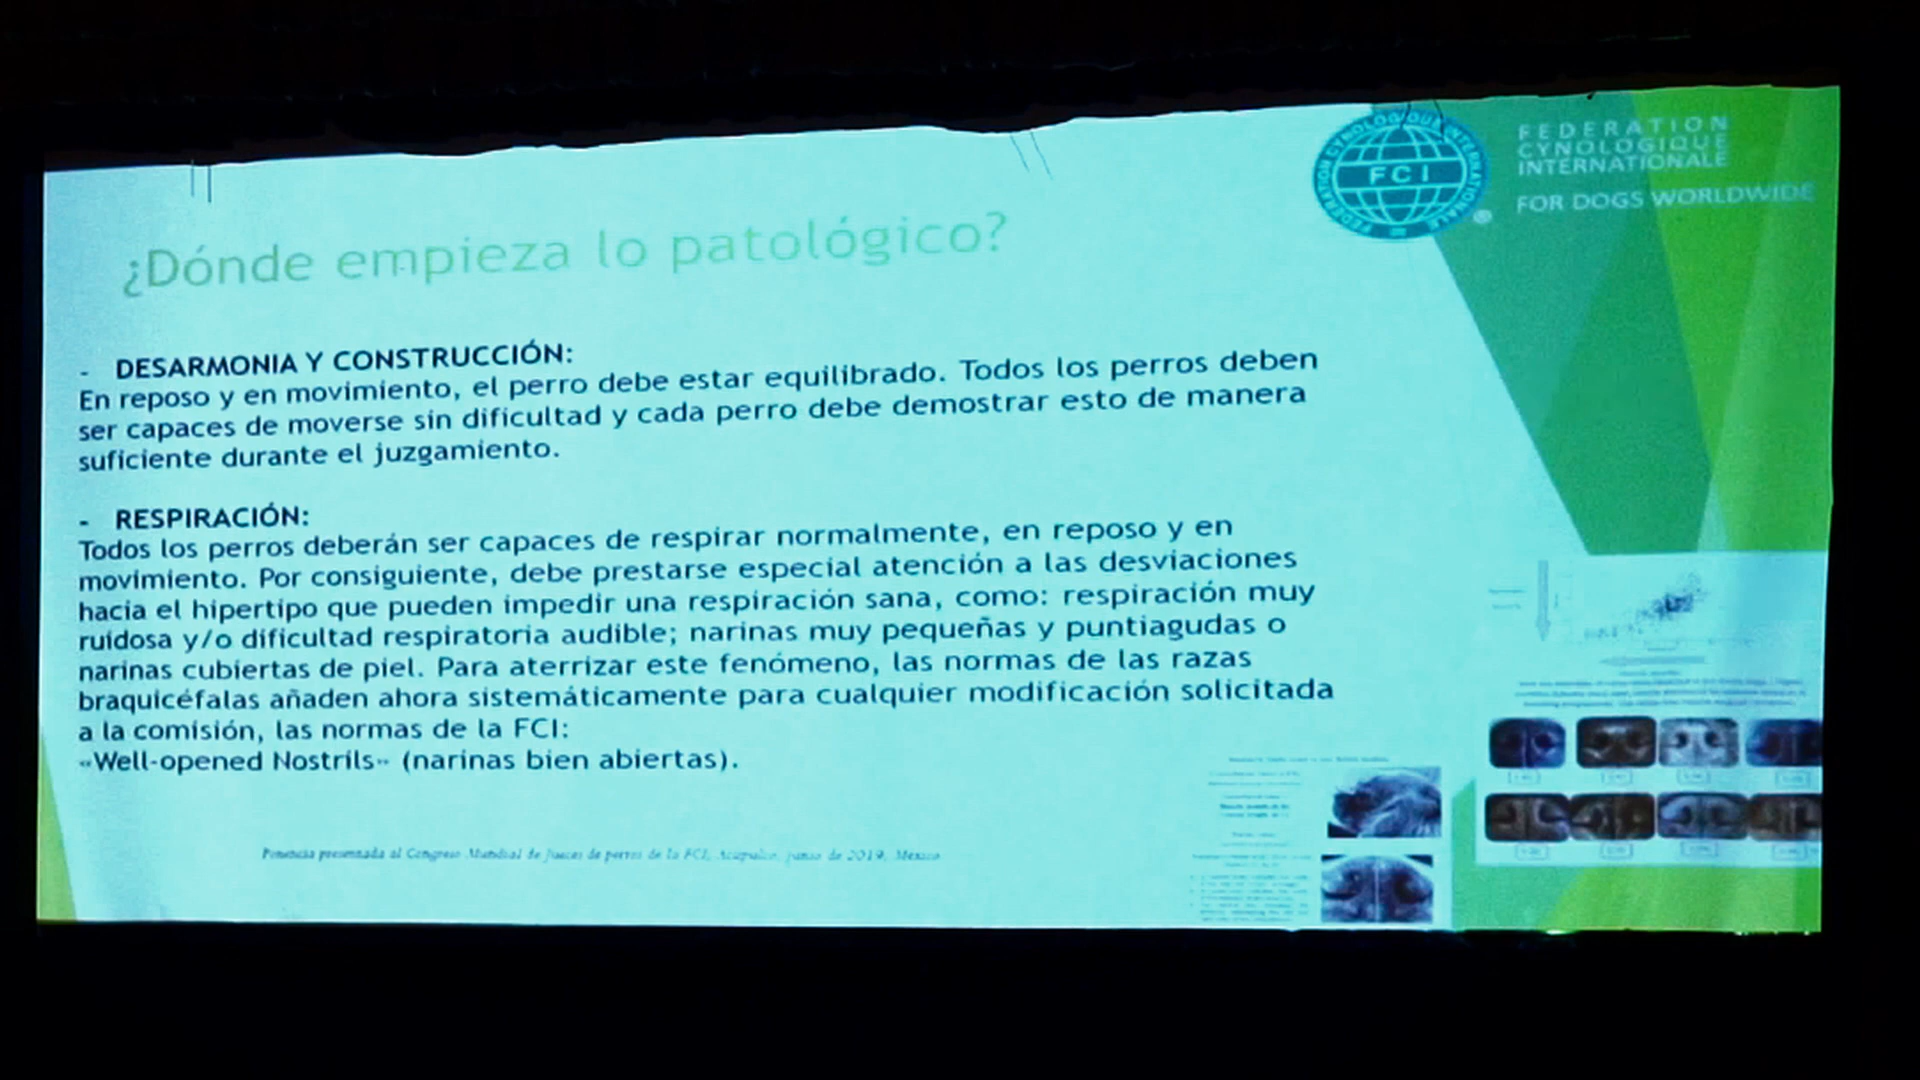 FEDERATION CYNOLOGIQUE INTERNATIONALE
FCI
FEDERATION
CYNOLOGIQUE
INTERNATIONALE
FOR DOGS WORLDWIDE
¿Dónde empieza lo patológico?
- DESARMONIA Y CONSTRUCCIÓN:
En reposo y en movimiento, el perro debe estar equilibrado. Todos los perros deben
ser capaces de moverse sin dificultad y cada perro debe demostrar esto de manera
suficiente durante el juzgamiento.
- RESPIRACIÓN:
Todos los perros deberán ser capaces de respirar normalmente, en reposo y en
movimiento. Por consiguiente, debe prestarse especial atención a las desviaciones
hacia el hipertipo que pueden impedir una respiración sana, como: respiración muy
ruidosa y/o dificultad respiratoria audible; narinas muy pequeñas y puntiagudas o
narinas cubiertas de piel. Para aterrizar este fenómeno, las normas de las razas
braquicéfalas añaden ahora sistemáticamente para cualquier modificación solicitada
a la comisión, las normas de la FCI:
«Well-opened Nostrils» (narinas bien abiertas).
Ponencia presentada al Congreso Mundial de Jueces de perros de la FCI, Acapulco, junio de 2019, Mexico